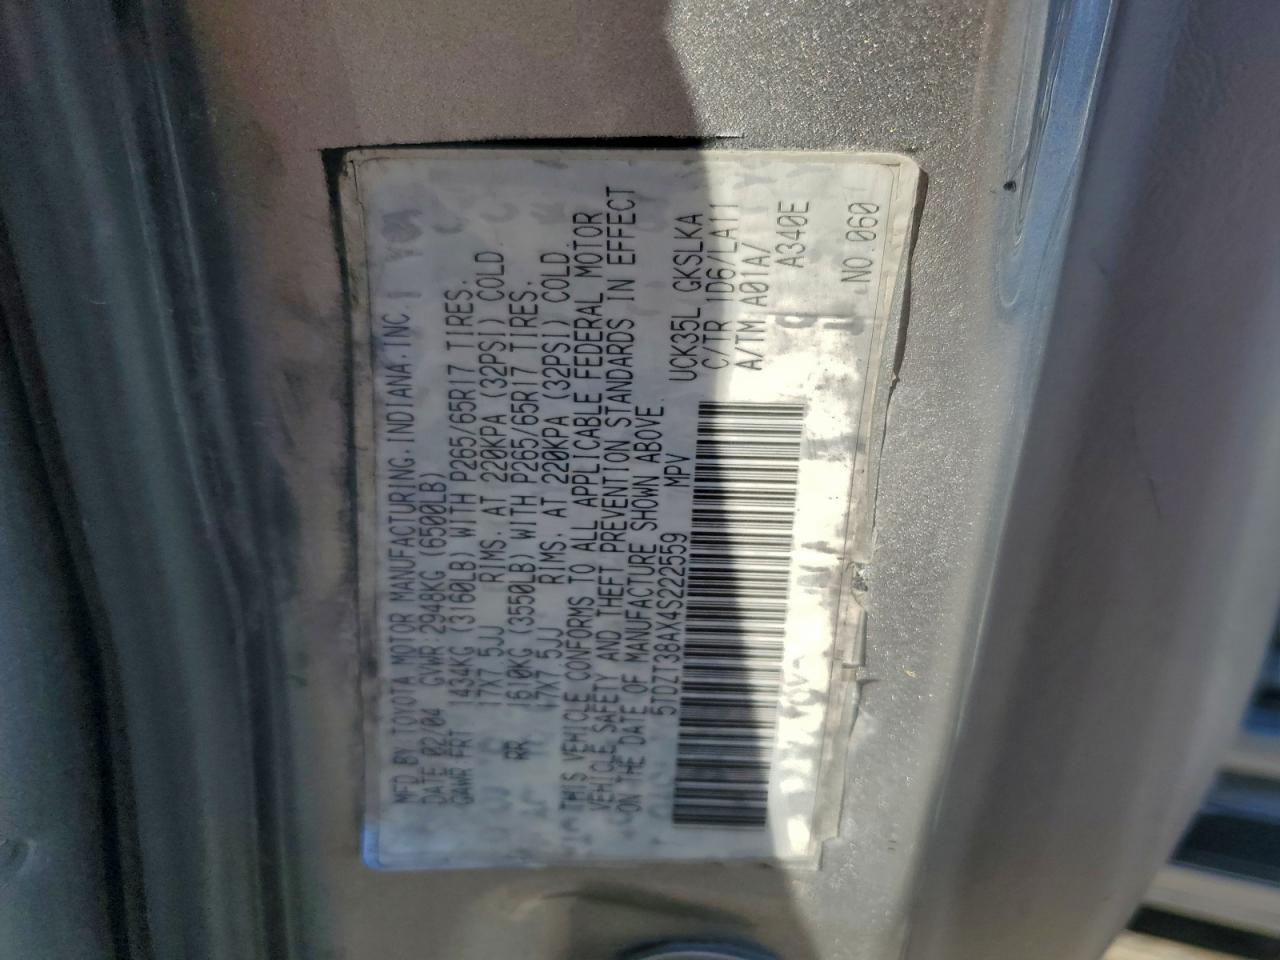 MFD BY TOYOTA MOTOR MANUFACTURING, INDIANA, INC.
DATE 02/04 GVWR 2948KG (6500LB)
GAWR FRT 1434KG (3160LB) WITH P265/65R17 TIRES.
17X7.5JJ RIMS. AT 220KPA (32PSI) COLD
RR 1610KG (3550LB) WITH P265/65R17 TIRES.
17X7.5JJ RIMS. AT 220KPA (32PSI) COLD.
THIS VEHICLE CONFORMS TO ALL APPLICABLE FEDERAL MOTOR
VEHICLE SAFETY AND THEFT PREVENTION STANDARDS IN EFFECT
ON THE DATE OF MANUFACTURE SHOWN ABOVE
5TDZT38AX4S222559 MPV
UCK35L GKSLKA
C/TR 1D6/LA11
A/TM A01A/
A340E
NO.060